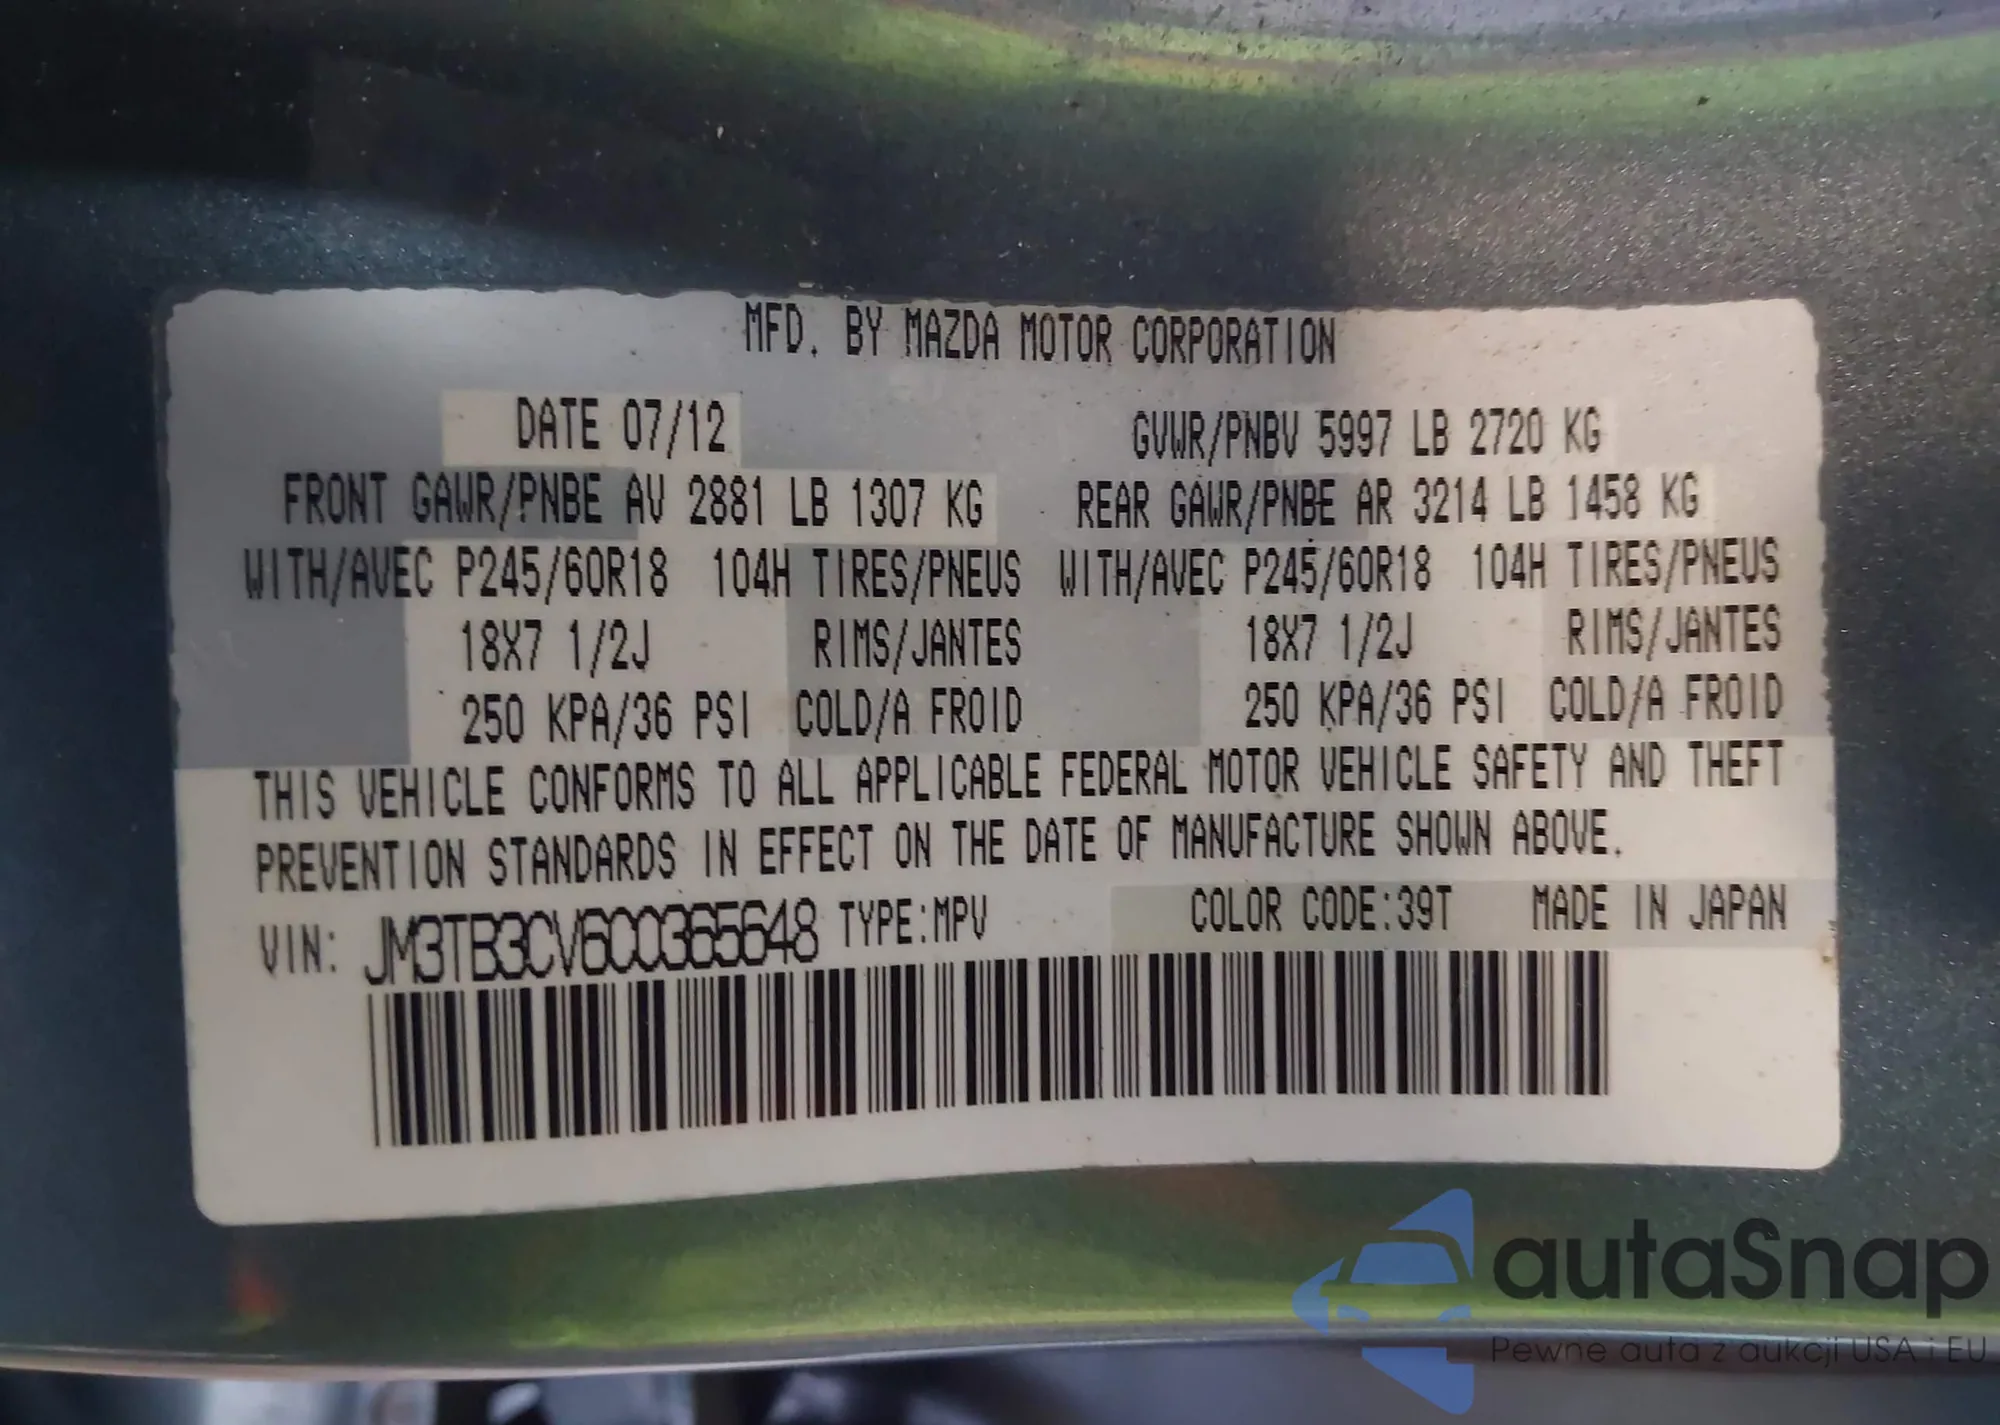 MFD. BY MAZDA MOTOR CORPORATION
DATE 07/12 GVWR/PNBV 5997 LB 2720 KG
FRONT GAWR/PNBE AV 2881 LB 1307 KG REAR GAWR/PNBE AR 3214 LB 1458 KG
WITH/AVEC P245/60R18 104H TIRES/PNEUS WITH/AVEC P245/60R18 104H TIRES/PNEUS
18X7 1/2J RIMS/JANTES 18X7 1/2J RIMS/JANTES
250 KPA/36 PSI COLD/A FROID 250 KPA/36 PSI COLD/A FROID
THIS VEHICLE CONFORMS TO ALL APPLICABLE FEDERAL MOTOR VEHICLE SAFETY AND THEFT
PREVENTION STANDARDS IN EFFECT ON THE DATE OF MANUFACTURE SHOWN ABOVE.
VIN: JM3TB3CV6C0365648 TYPE:MPV COLOR CODE:39T MADE IN JAPAN
autaSnap
Pewne auta z aukcji USA i EU